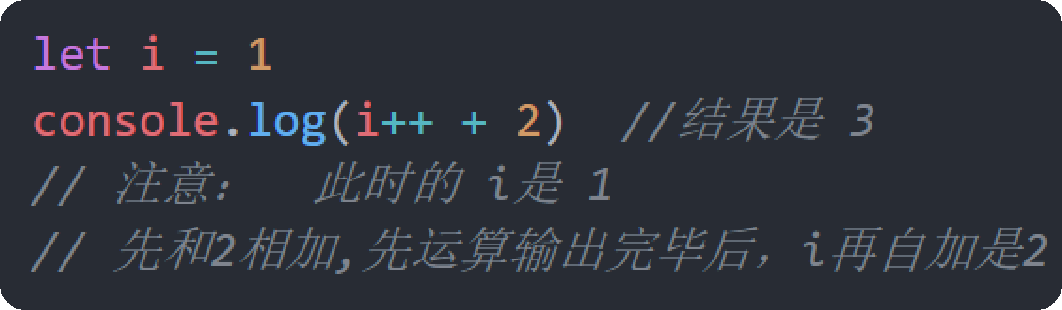 let i = 1
console.log(i++ + 2)  //结果是 3
// 注意:   此时的 i是 1
// 先和2相加,先运算输出完毕后，i再自加是2